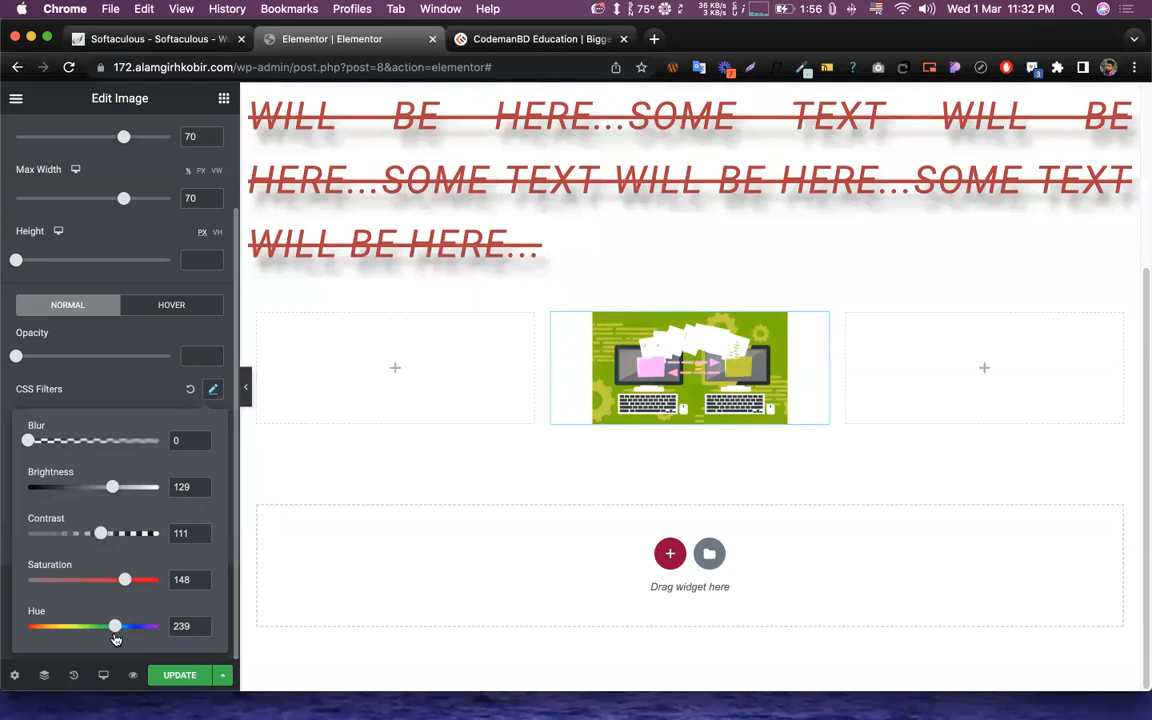 Chrome File Edit View History Bookmarks Profiles Tab Window Help
75° 36 KB/s 3 KB/s 1:56 Wed 1 Mar 11:32 PM
Softaculous - Softaculous - W
Elementor | Elementor
CodemanBD Education | Bigge
172.alamgirhkobir.com/wp-admin/post.php?post=8&action=elementor#
Edit Image
70
Max Width % PX VW
70
Height PX VH
NORMAL HOVER
Opacity
CSS Filters
Blur
0
Brightness
129
Contrast
111
Saturation
148
Hue
239
UPDATE
WILL BE HERE...SOME TEXT WILL BE
HERE...SOME TEXT WILL BE HERE...SOME TEXT
WILL BE HERE...
Drag widget here